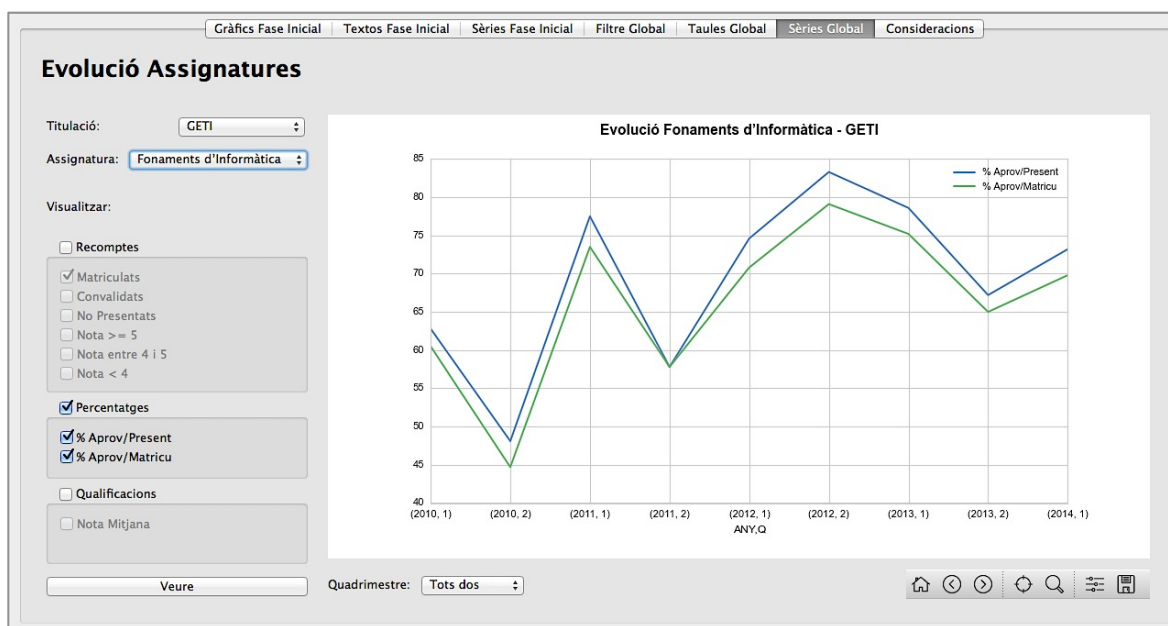 Gràfics Fase Inicial Textos Fase Inicial Sèries Fase Inicial Filtre Global Taules Global Sèries Global Consideracions
Evolució Assignatures
Titulació: GETI
Assignatura: Fonaments d'Informàtica
Visualitzar:
Recomptes
Matriculats
Convalidats
No Presentats
Nota >= 5
Nota entre 4 i 5
Nota < 4
Percentatges
% Aprov/Present
% Aprov/Matricu
Qualificacions
Nota Mitjana
Veure
Evolució Fonaments d'Informàtica - GETI
% Aprov/Present
% Aprov/Matricu
85
80
75
70
65
60
55
50
45
40
(2010, 1) (2010, 2) (2011, 1) (2011, 2) (2012, 1) (2012, 2) (2013, 1) (2013, 2) (2014, 1)
ANY,Q
Quadrimestre: Tots dos